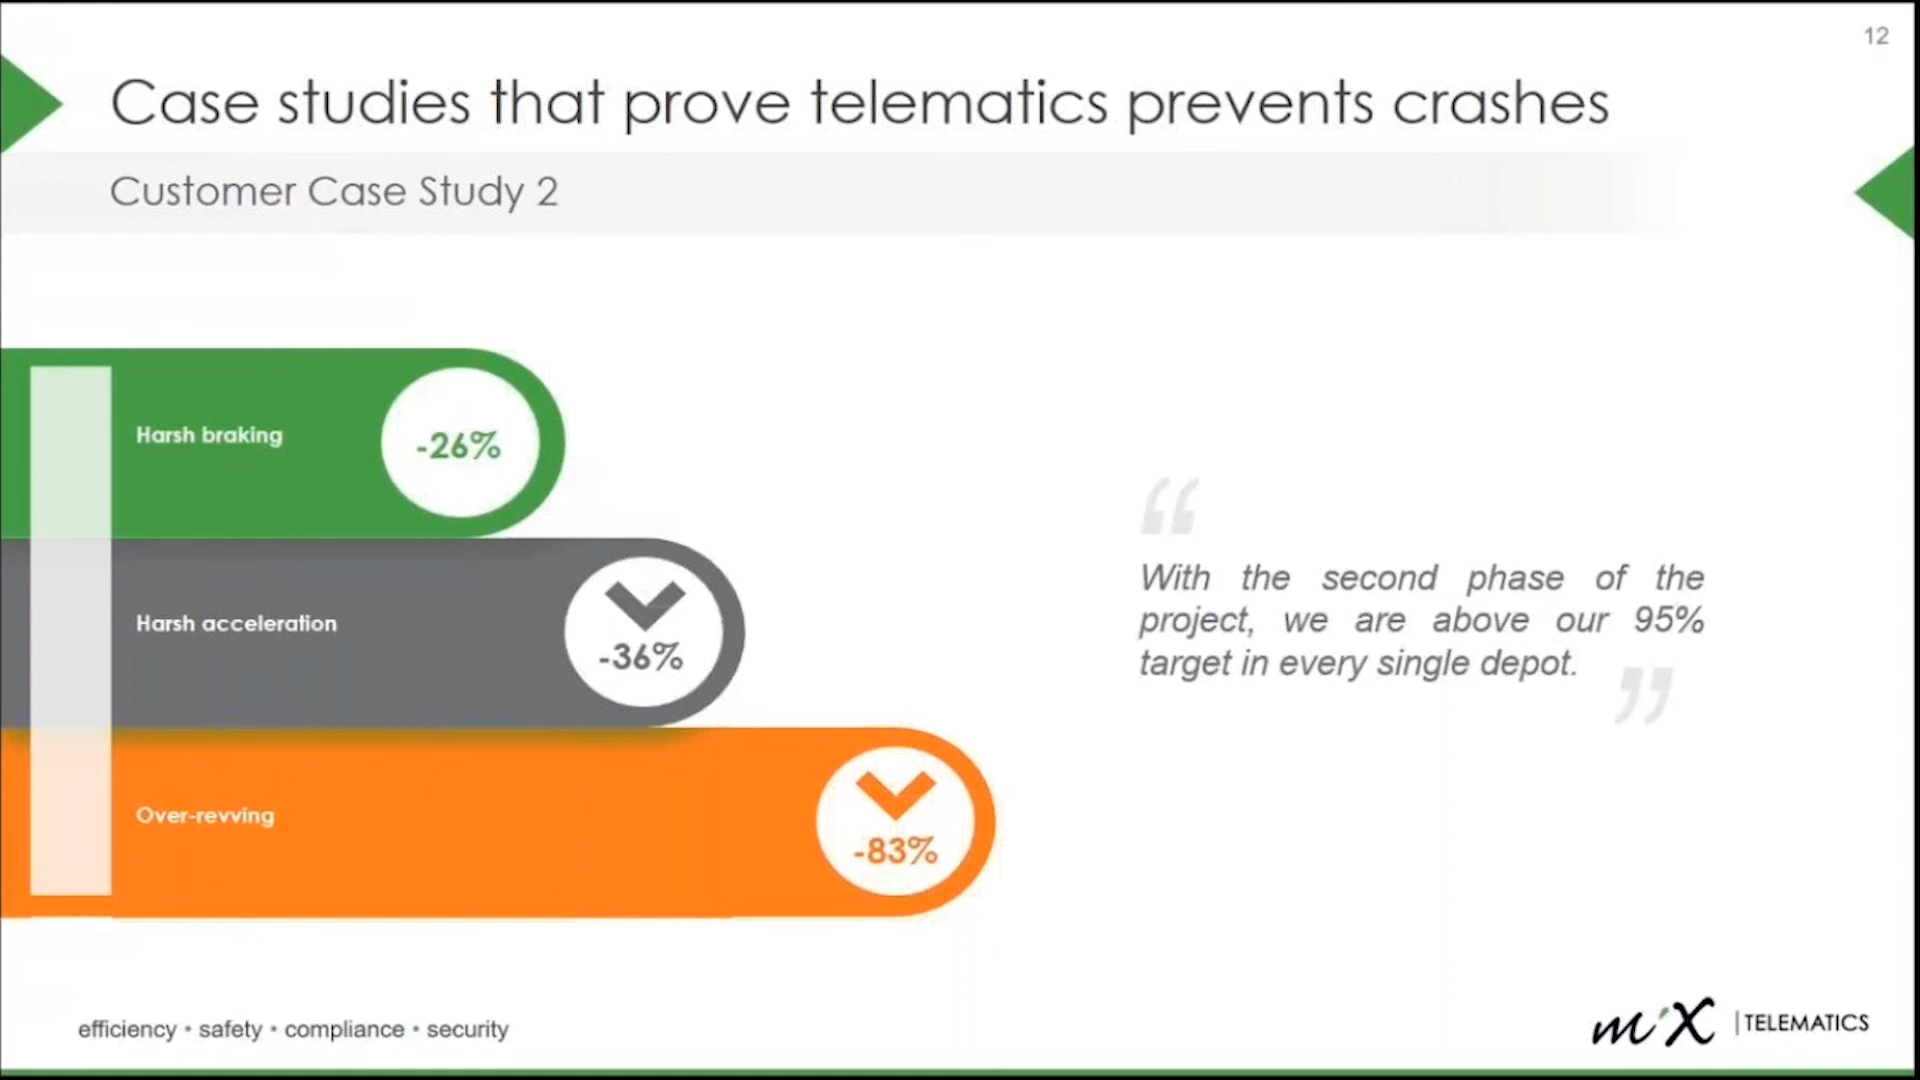 12
Case studies that prove telematics prevents crashes
Customer Case Study 2
Harsh braking
-26%
Harsh acceleration
-36%
Over-revving
-83%
“
With the second phase of the
project, we are above our 95%
target in every single depot.
”
efficiency • safety • compliance • security
mix | TELEMATICS